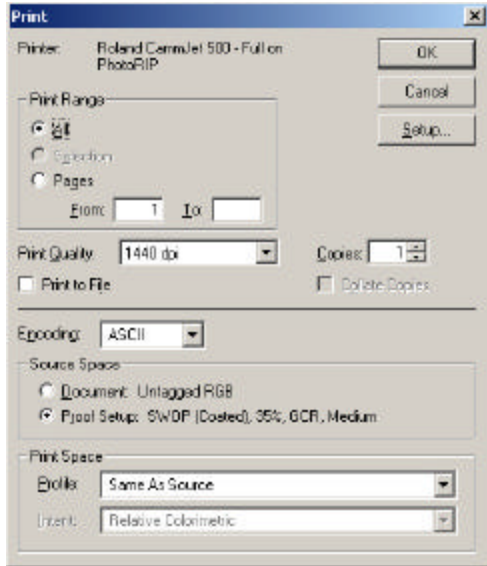 Print
Printer: Roland CammJet 500 - Full on
PhotoRIP
OK
Cancel
Setup...
Print Range
All
Selection
Pages
From: 1 To:
Print Quality: 1440 dpi
Copies: 1
Print to File
Collate Copies
Encoding: ASCII
Source Space
Document: Untagged RGB
Proof Setup: SWOP (Coated), 35%, GCR, Medium
Print Space
Profile: Same As Source
Intent: Relative Colorimetric